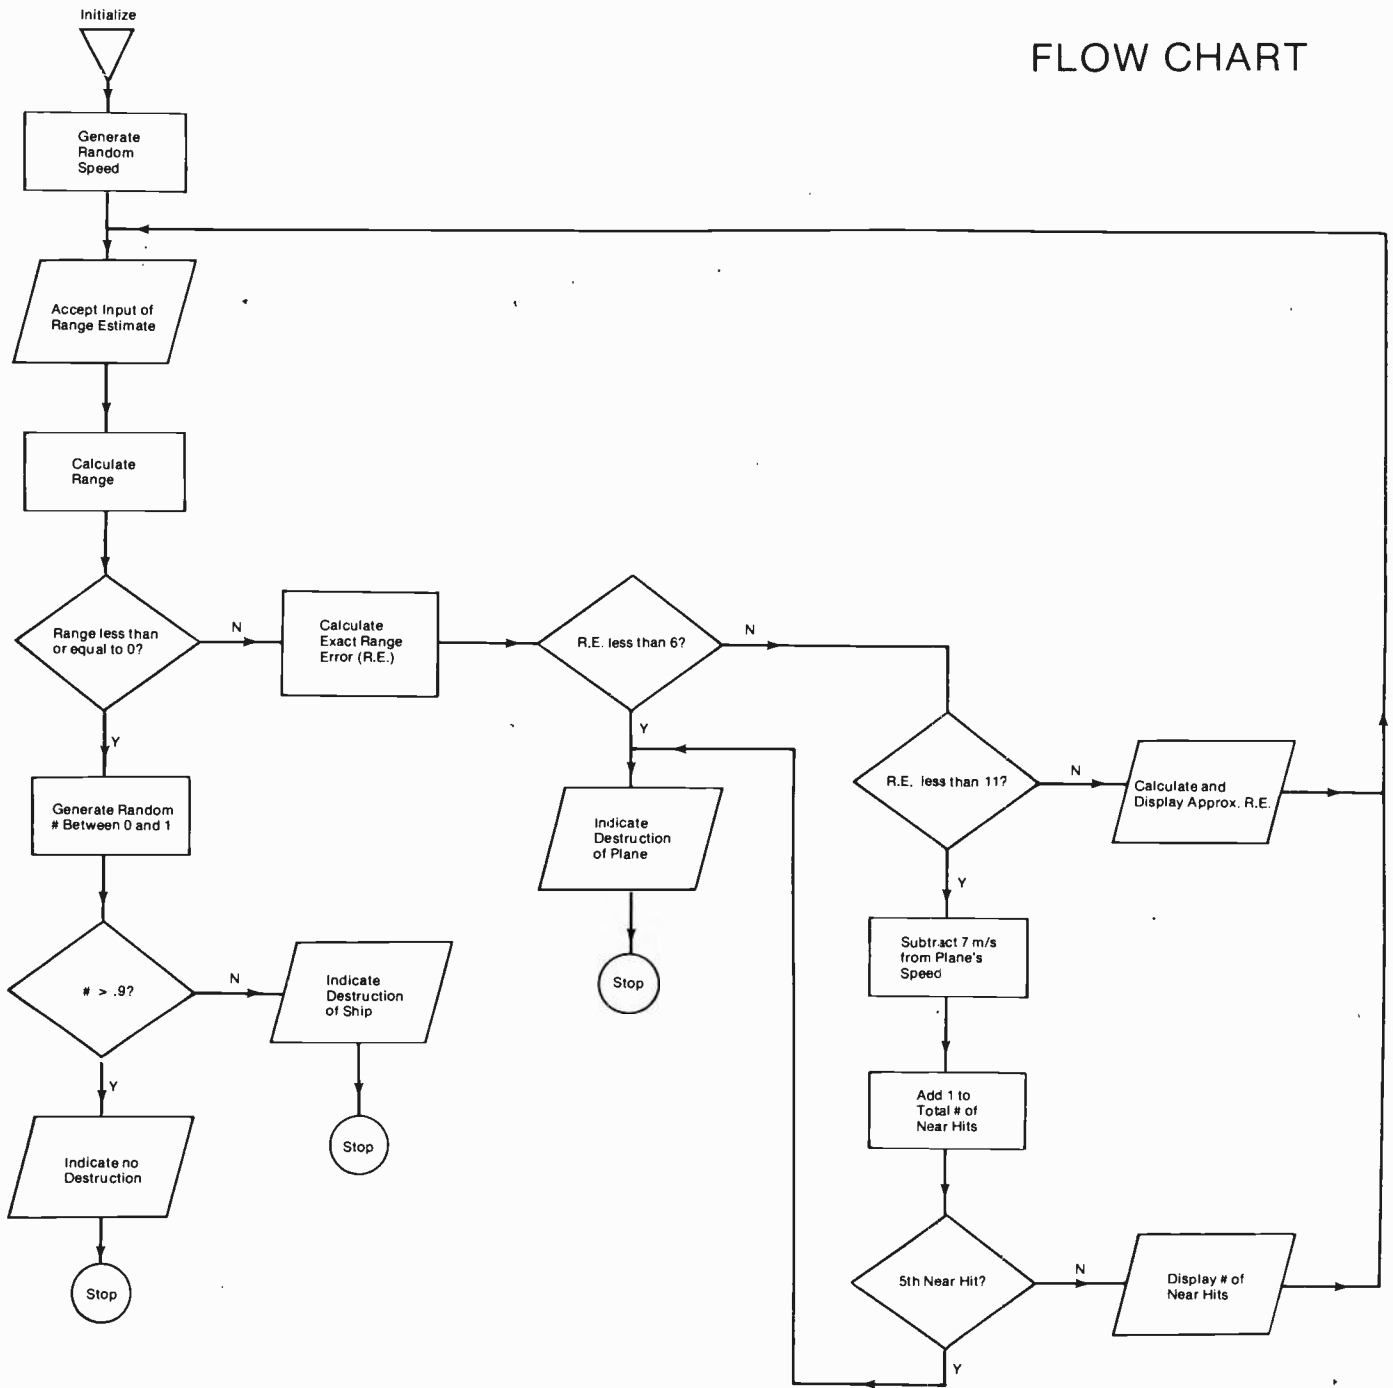 Initialize
FLOW CHART
Generate
Random
Speed
Accept Input of
Range Estimate
Calculate
Range
Range less than
or equal to 0?
N
Calculate
Exact Range
Error (R.E.)
R.E. less than 6?
N
Y
Y
R.E. less than 11?
N
Calculate and
Display Approx. R.E.
Generate Random
# Between 0 and 1
Indicate
Destruction
of Plane
Y
Subtract 7 m/s
from Plane's
Speed
# > .9?
N
Indicate
Destruction
of Ship
Stop
Y
Add 1 to
Total # of
Near Hits
Stop
Indicate no
Destruction
5th Near Hit?
N
Display # of
Near Hits
Stop
Y